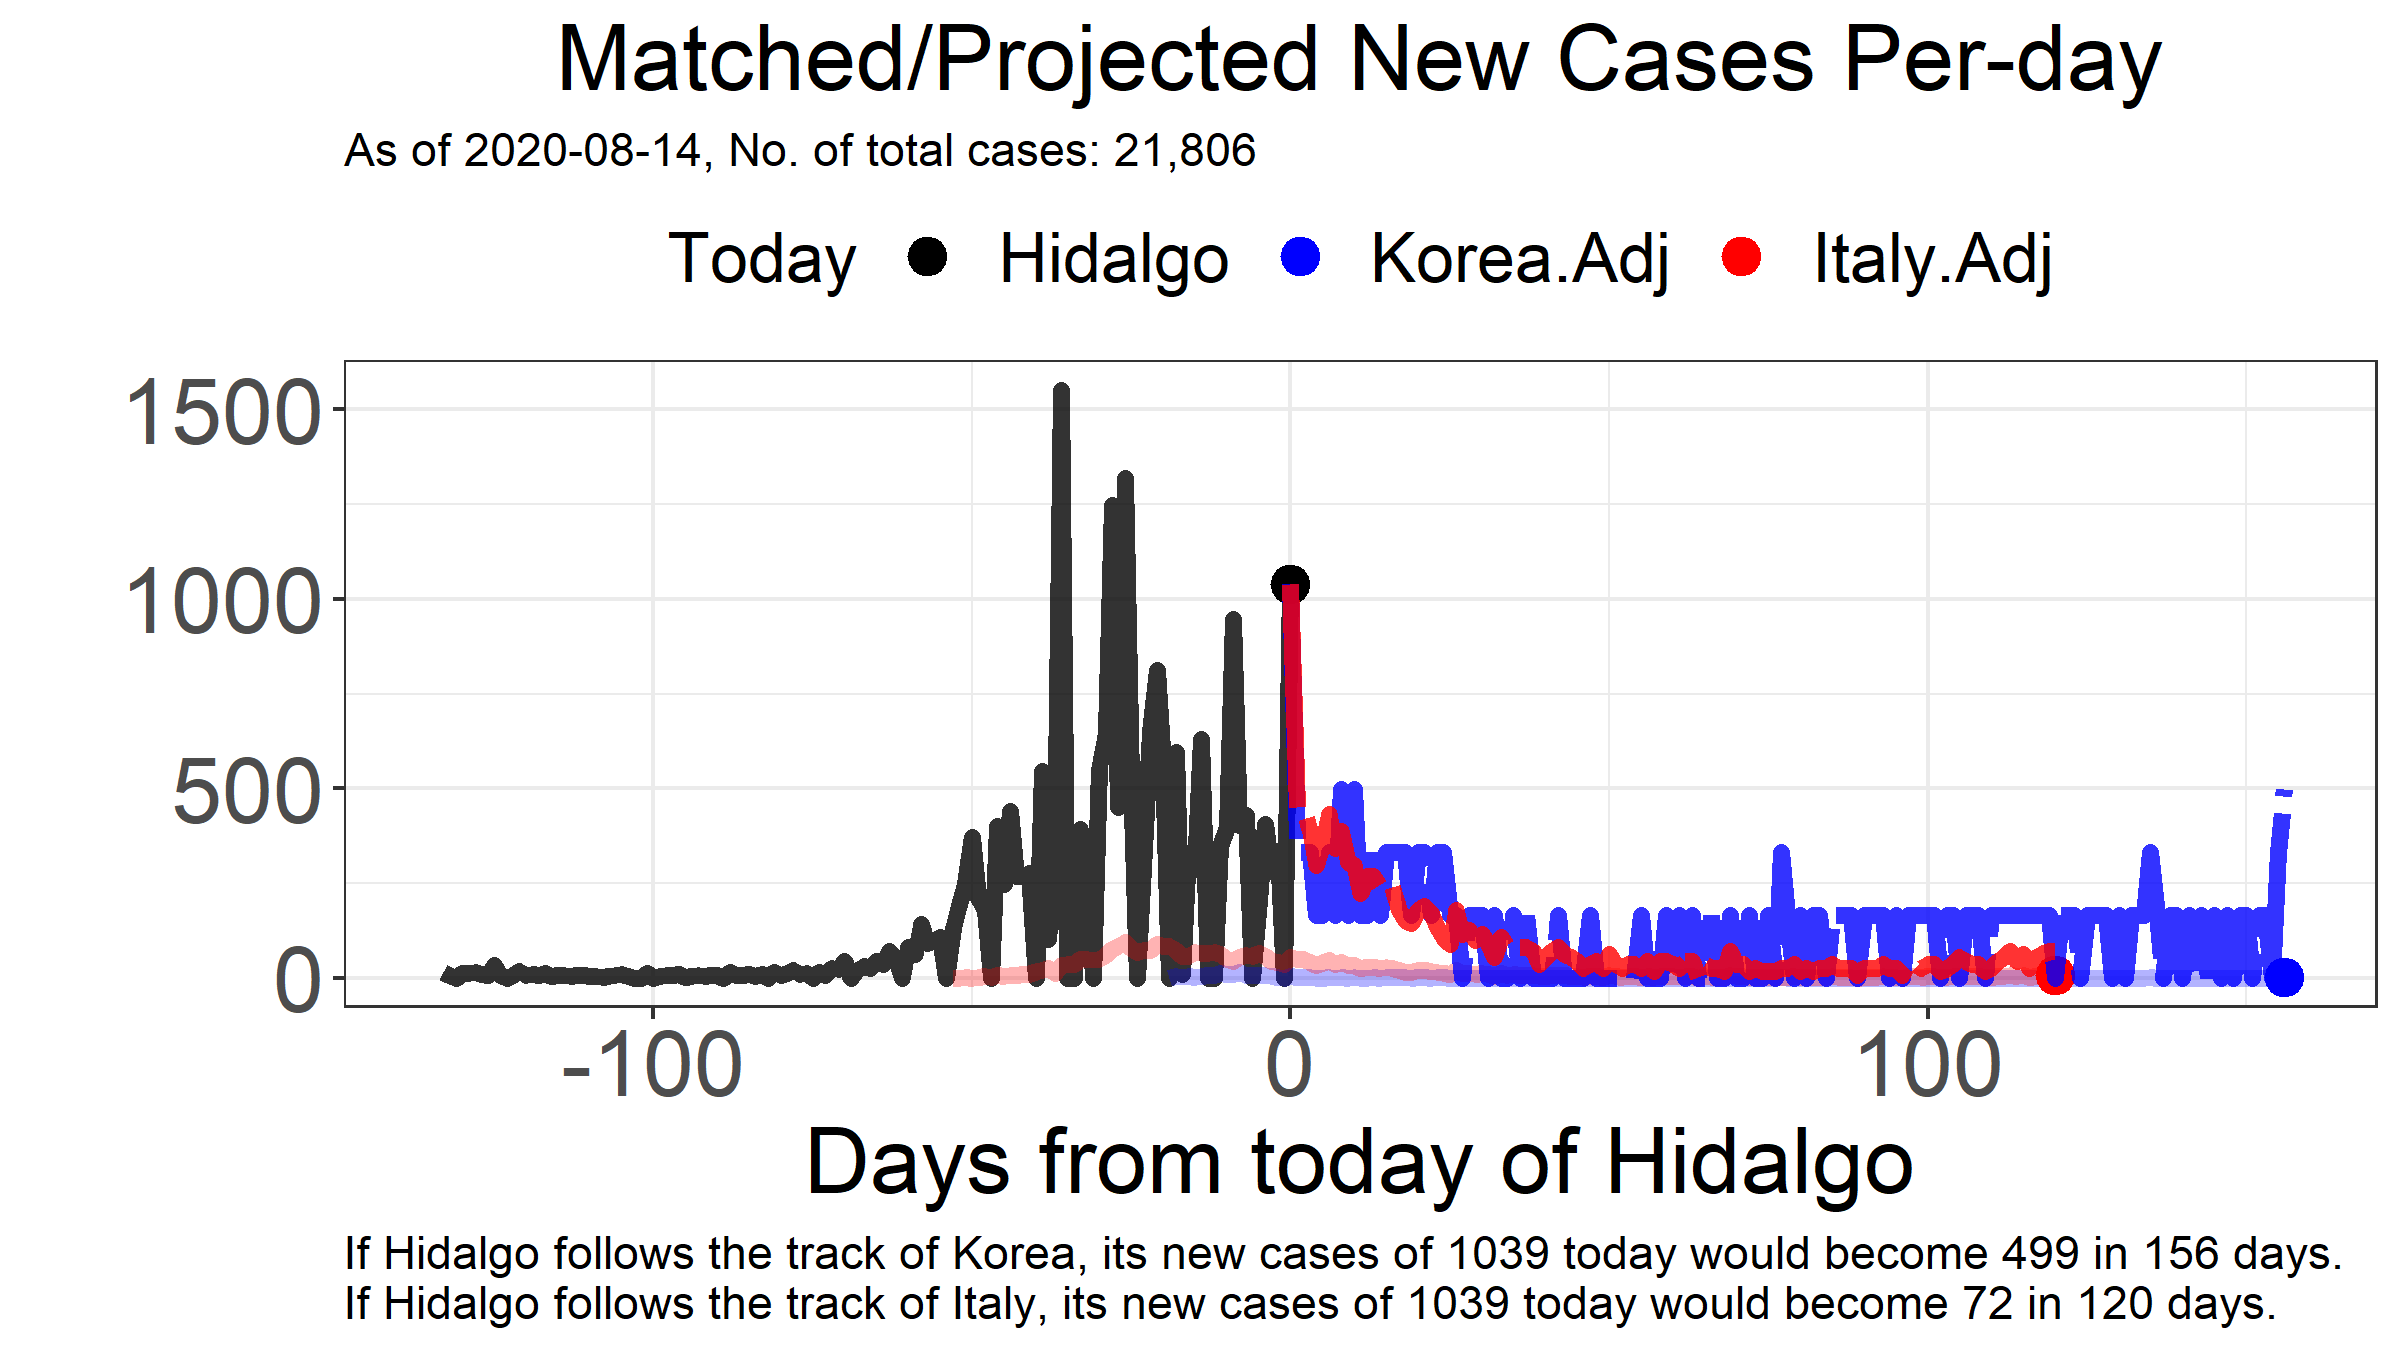 Matched/Projected New Cases Per-day
As of 2020-08-14, No. of total cases: 21,806
Today Hidalgo Korea.Adj Italy.Adj
1500
1000
500
0
-100 0 100
Days from today of Hidalgo
If Hidalgo follows the track of Korea, its new cases of 1039 today would become 499 in 156 days.
If Hidalgo follows the track of Italy, its new cases of 1039 today would become 72 in 120 days.